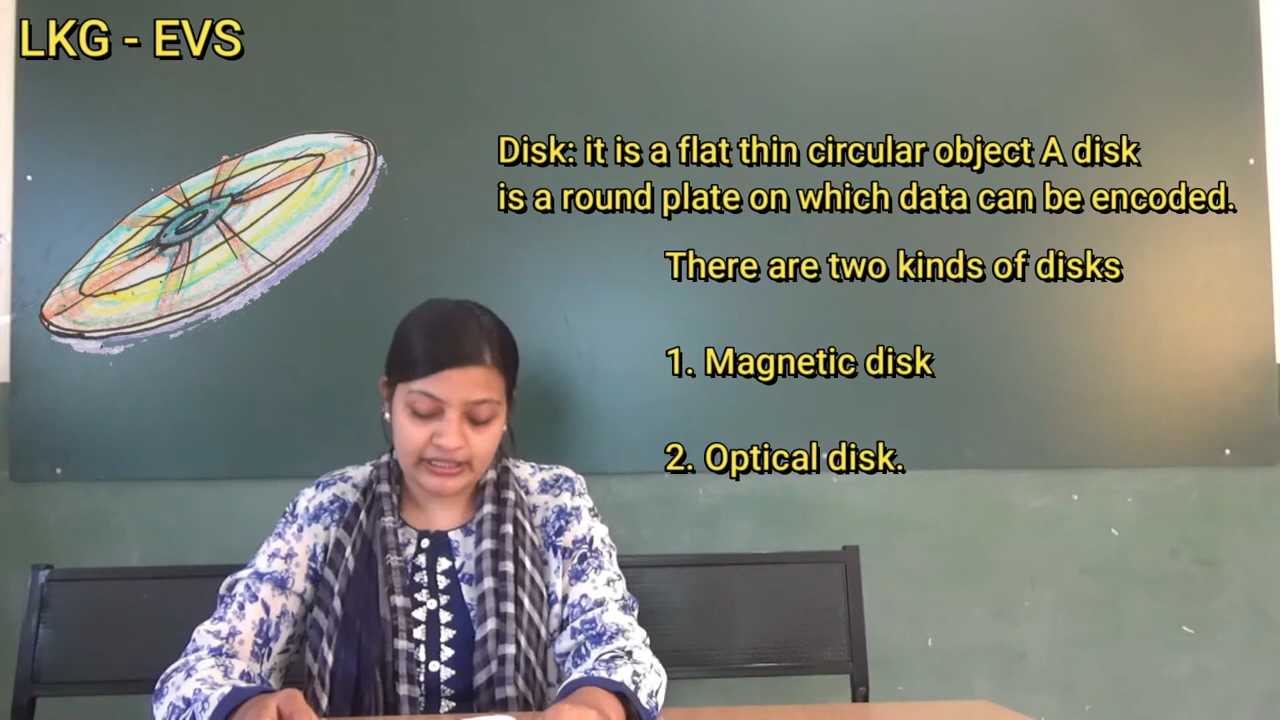 LKG - EVS
Disk: it is a flat thin circular object A disk
is a round plate on which data can be encoded.
There are two kinds of disks
1. Magnetic disk
2. Optical disk.